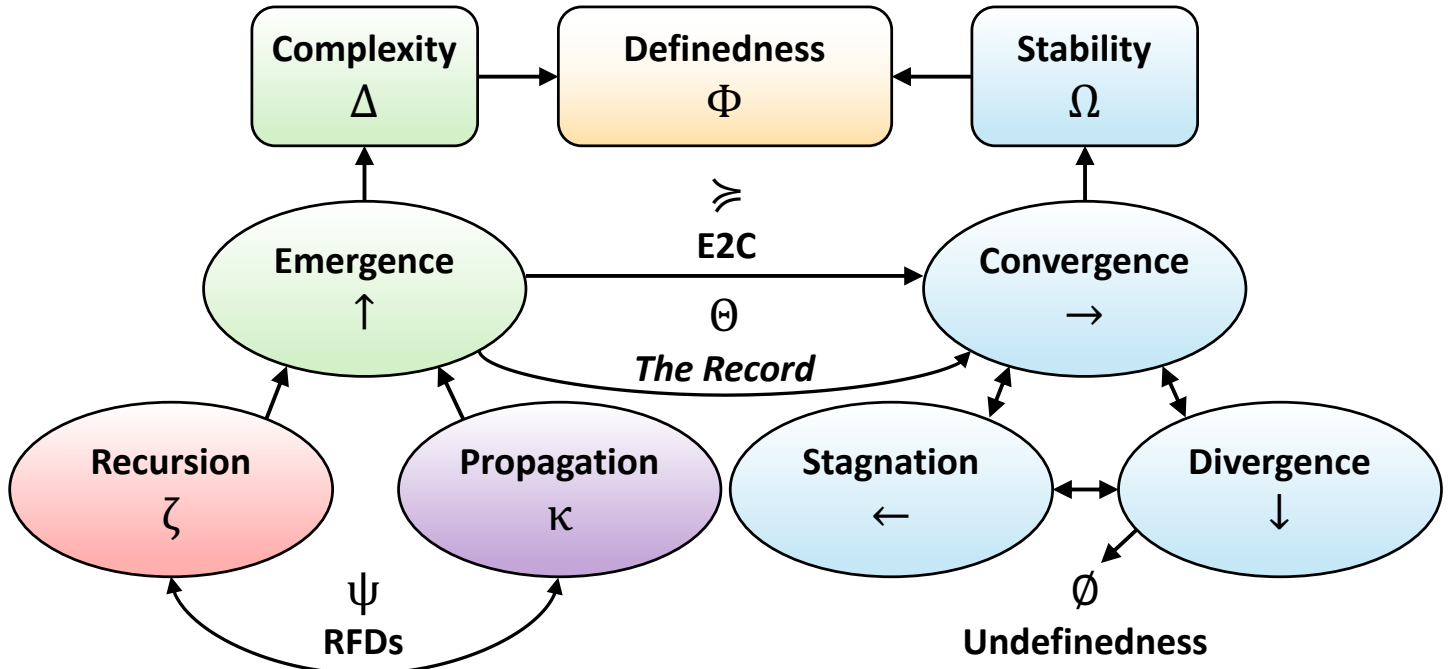 Complexity
Δ
Definedness
Φ
Stability
Ω
≽
E2C
Emergence
↑
Convergence
→
Θ
The Record
Recursion
ζ
Propagation
κ
Stagnation
←
Divergence
↓
ψ
RFDs
∅
Undefinedness